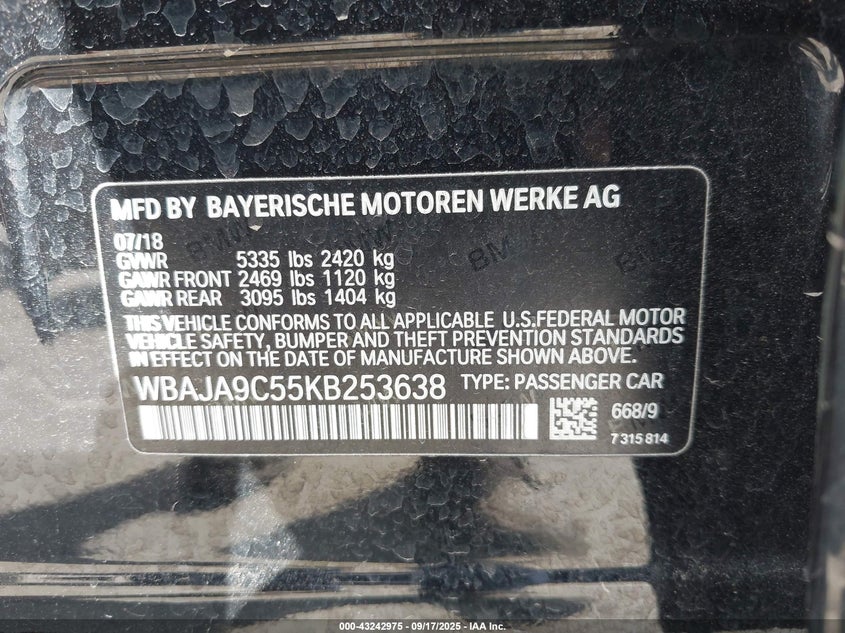 MFD BY BAYERISCHE MOTOREN WERKE AG
07/18
GVWR 5335 lbs 2420 kg
GAWR FRONT 2469 lbs 1120 kg
GAWR REAR 3095 lbs 1404 kg
THIS VEHICLE CONFORMS TO ALL APPLICABLE U.S.FEDERAL MOTOR
VEHICLE SAFETY, BUMPER AND THEFT PREVENTION STANDARDS
IN EFFECT ON THE DATE OF MANUFACTURE SHOWN ABOVE.
WBAJA9C55KB253638 TYPE: PASSENGER CAR
668/9
7 315 814
000-43242975 - 09/17/2025 - IAA Inc.